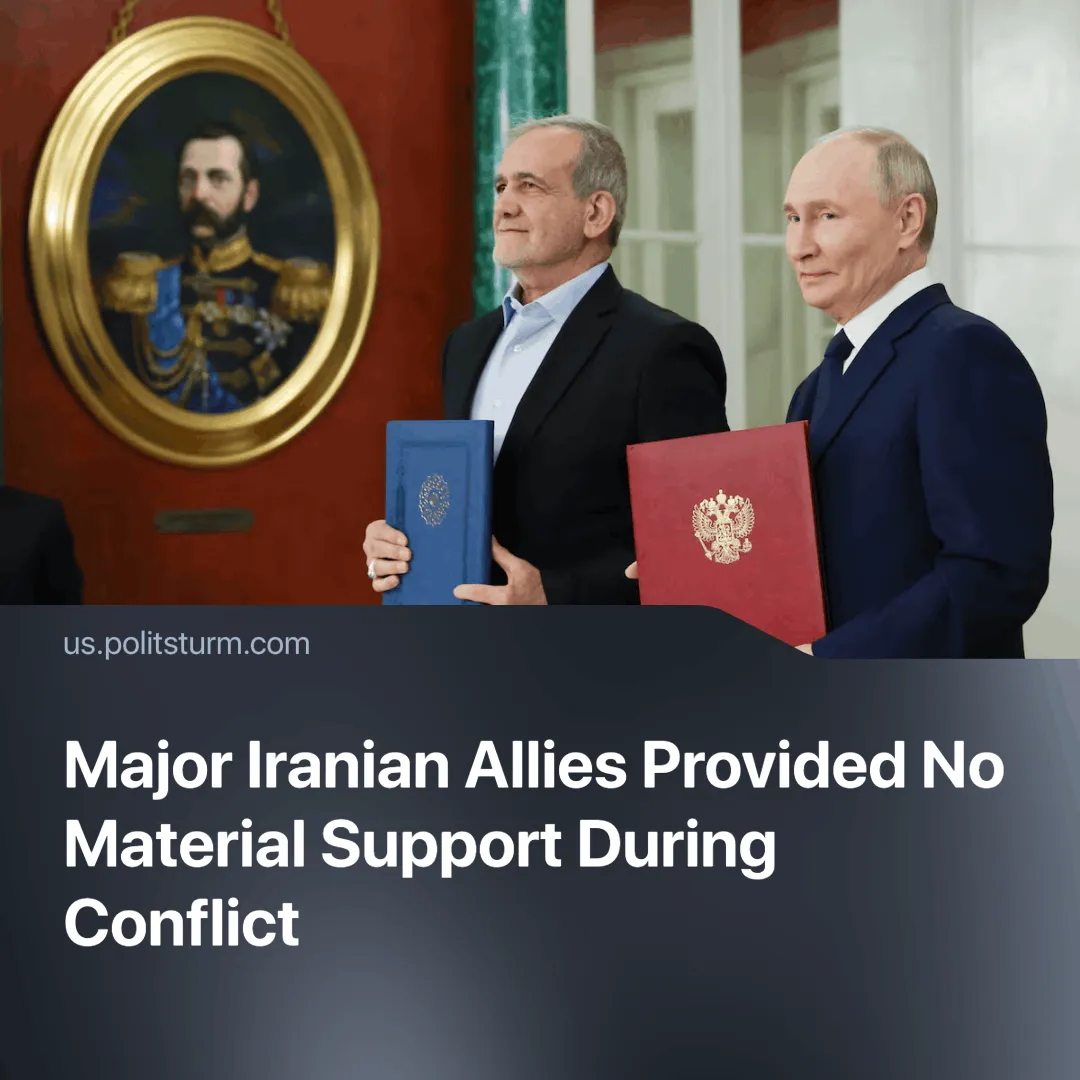 us.politsturm.com
Major Iranian Allies Provided No
Material Support During
Conflict